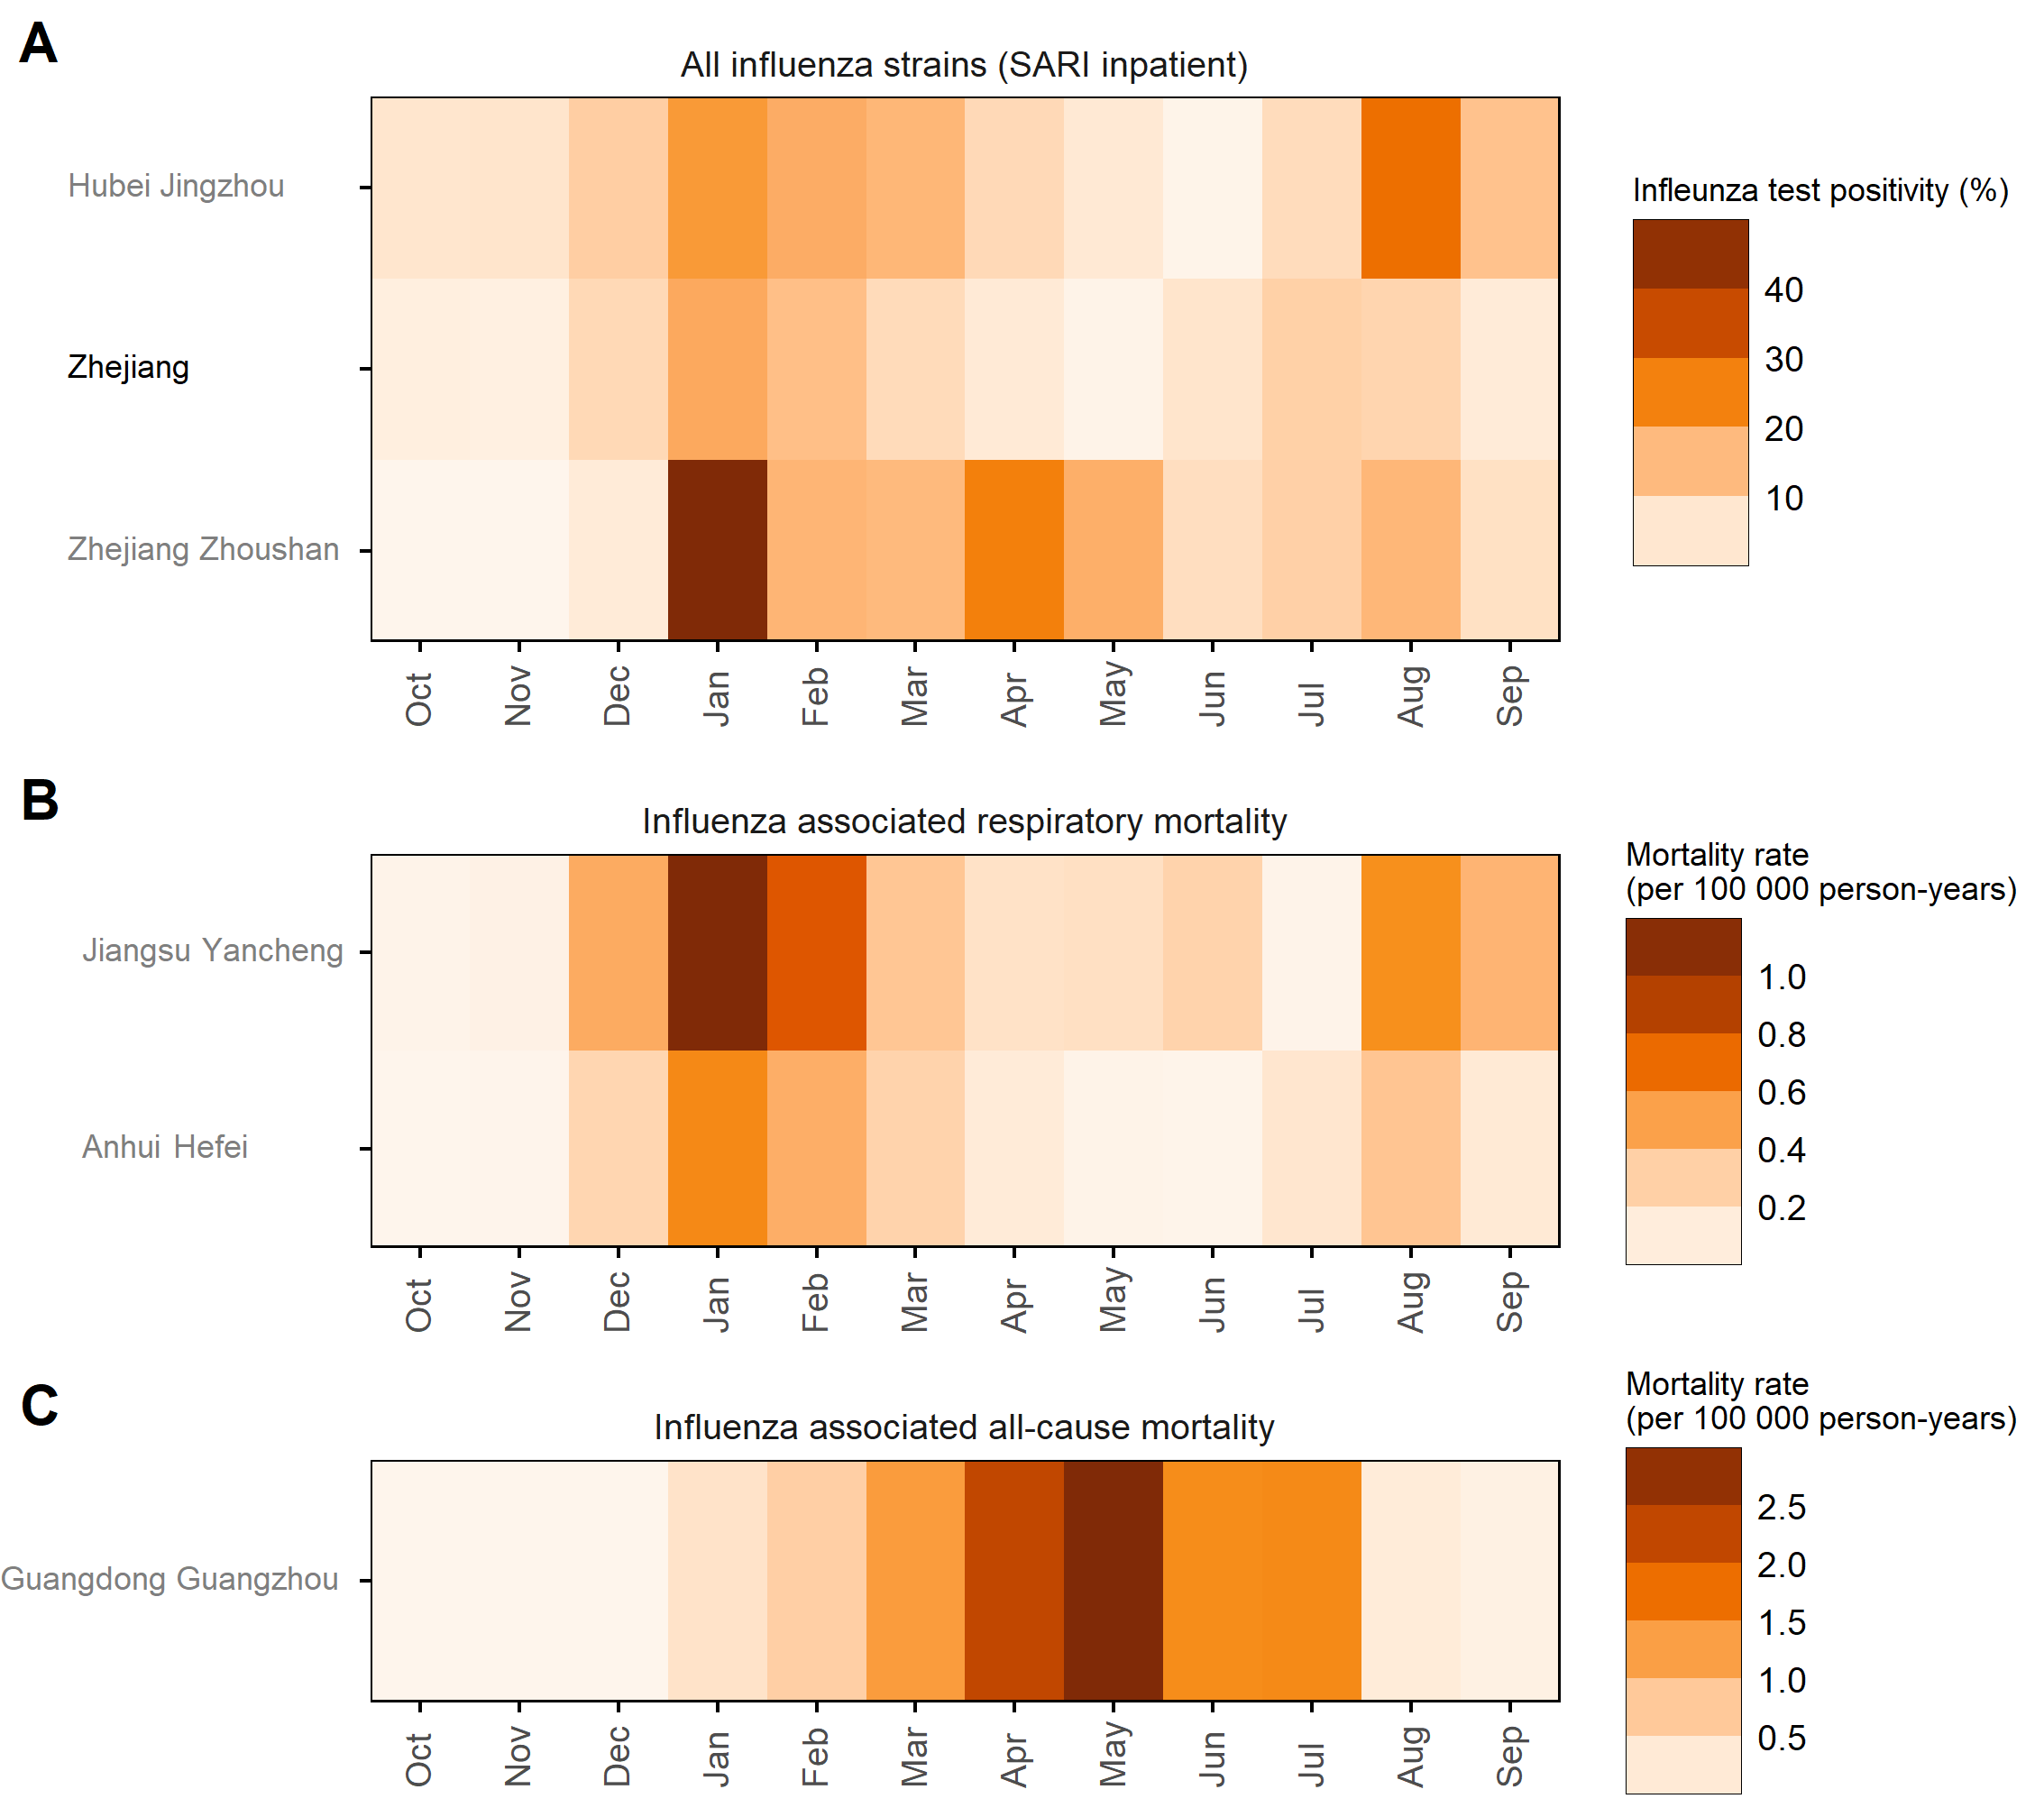 A
All influenza strains (SARI inpatient)
Hubei Jingzhou
Zhejiang
Zhejiang Zhoushan
Oct
Nov
Dec
Jan
Feb
Mar
Apr
May
Jun
Jul
Aug
Sep
Infleunza test positivity (%)
40
30
20
10
B
Influenza associated respiratory mortality
Jiangsu Yancheng
Anhui Hefei
Oct
Nov
Dec
Jan
Feb
Mar
Apr
May
Jun
Jul
Aug
Sep
Mortality rate
(per 100 000 person-years)
1.0
0.8
0.6
0.4
0.2
C
Influenza associated all-cause mortality
Guangdong Guangzhou
Oct
Nov
Dec
Jan
Feb
Mar
Apr
May
Jun
Jul
Aug
Sep
Mortality rate
(per 100 000 person-years)
2.5
2.0
1.5
1.0
0.5